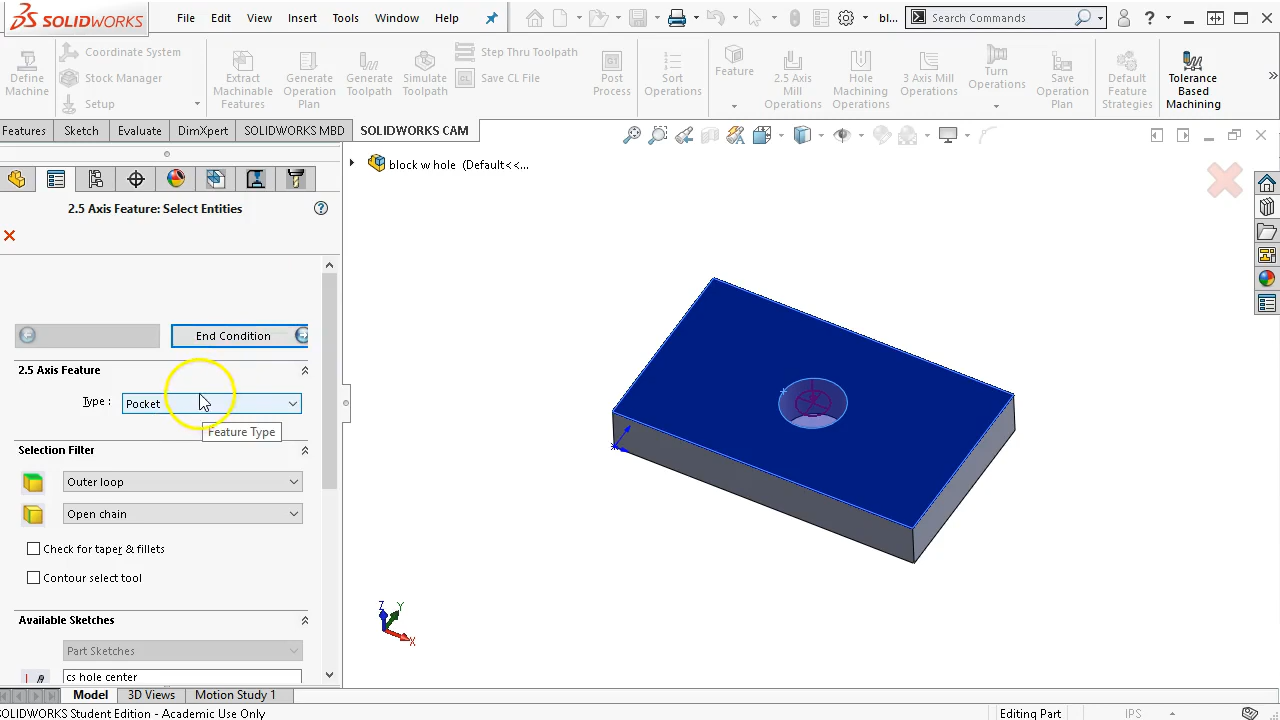 SOLIDWORKS File Edit View Insert Tools Window Help bl... Search Commands ?
Define Machine
Coordinate System
Stock Manager
Setup
Extract Machinable Features
Generate Operation Plan
Generate Toolpath
Simulate Toolpath
Step Thru Toolpath
Save CL File
Post Process
Sort Operations
Feature
2.5 Axis Mill Operations
Hole Machining Operations
3 Axis Mill Operations
Turn Operations
Save Operation Plan
Default Feature Strategies
Tolerance Based Machining
Features Sketch Evaluate DimXpert SOLIDWORKS MBD SOLIDWORKS CAM
block w hole (Default<<...
2.5 Axis Feature: Select Entities ?
End Condition
2.5 Axis Feature
Type : Pocket
Feature Type
Selection Filter
Outer loop
Open chain
Check for taper & fillets
Contour select tool
Available Sketches
Part Sketches
cs hole center
Z Y X
Model 3D Views Motion Study 1
SOLIDWORKS Student Edition - Academic Use Only Editing Part IPS